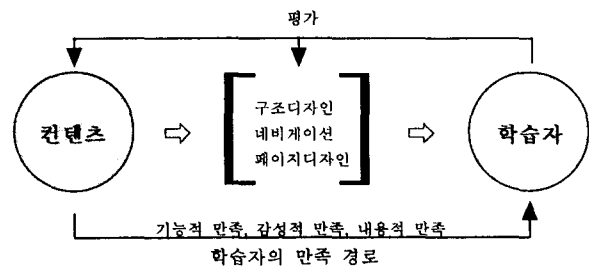 평가
컨텐츠
구조디자인
네비게이션
페이지디자인
학습자
기능적 만족, 감성적 만족, 내용적 만족
학습자의 만족 경로